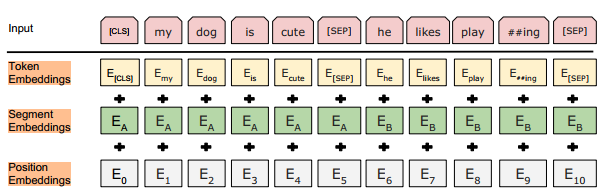 Input [CLS] my dog is cute [SEP] he likes play ##ing [SEP]
Token Embeddings E[CLS] Emy Edog Eis Ecute E[SEP] Ehe Elikes Eplay E##ing E[SEP]
+ + + + + + + + + + +
Segment Embeddings EA EA EA EA EA EA EB EB EB EB EB
+ + + + + + + + + + +
Position Embeddings E0 E1 E2 E3 E4 E5 E6 E7 E8 E9 E10